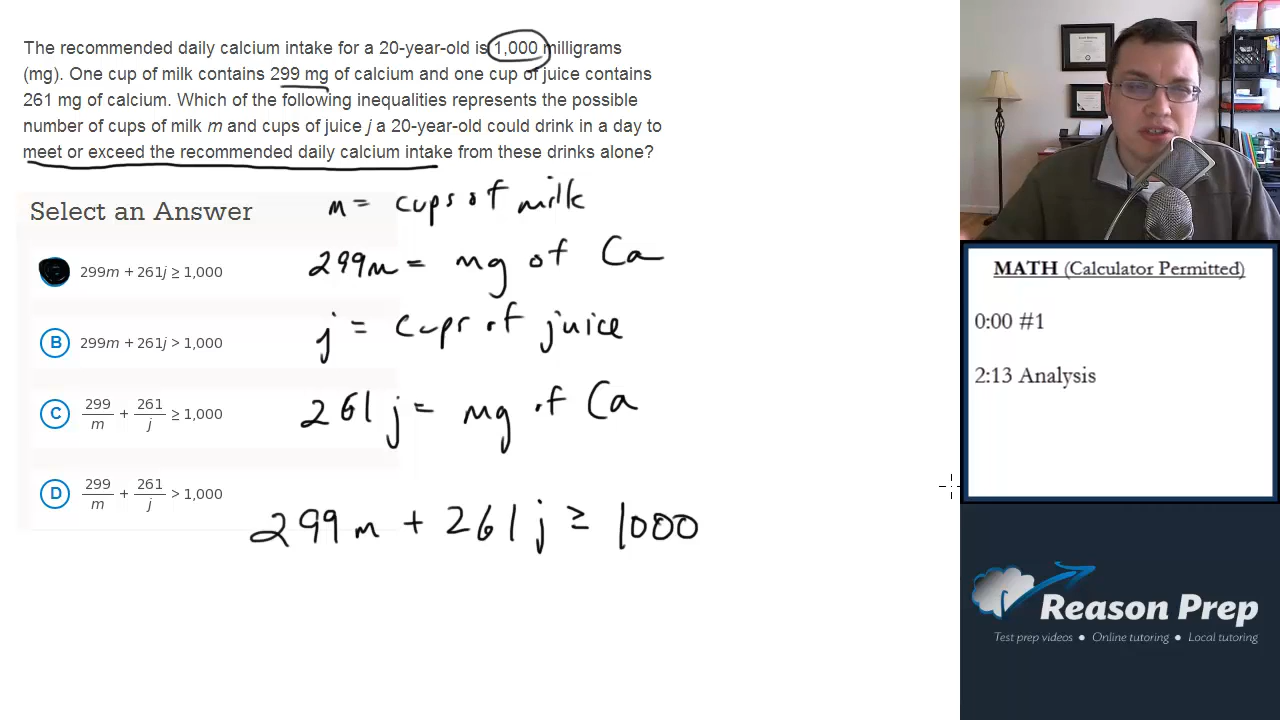 The recommended daily calcium intake for a 20-year-old is 1,000 milligrams
(mg). One cup of milk contains 299 mg of calcium and one cup of juice contains
261 mg of calcium. Which of the following inequalities represents the possible
number of cups of milk m and cups of juice j a 20-year-old could drink in a day to
meet or exceed the recommended daily calcium intake from these drinks alone?
Select an Answer
299m + 261j ≥ 1,000
B 299m + 261j > 1,000
C 299/m + 261/j ≥ 1,000
D 299/m + 261/j > 1,000
m = cups of milk
299m = mg of Ca
j = cups of juice
261j = mg of Ca
299m + 261j ≥ 1000
MATH (Calculator Permitted)
0:00 #1
2:13 Analysis
Reason Prep
Test prep videos ● Online tutoring ● Local tutoring